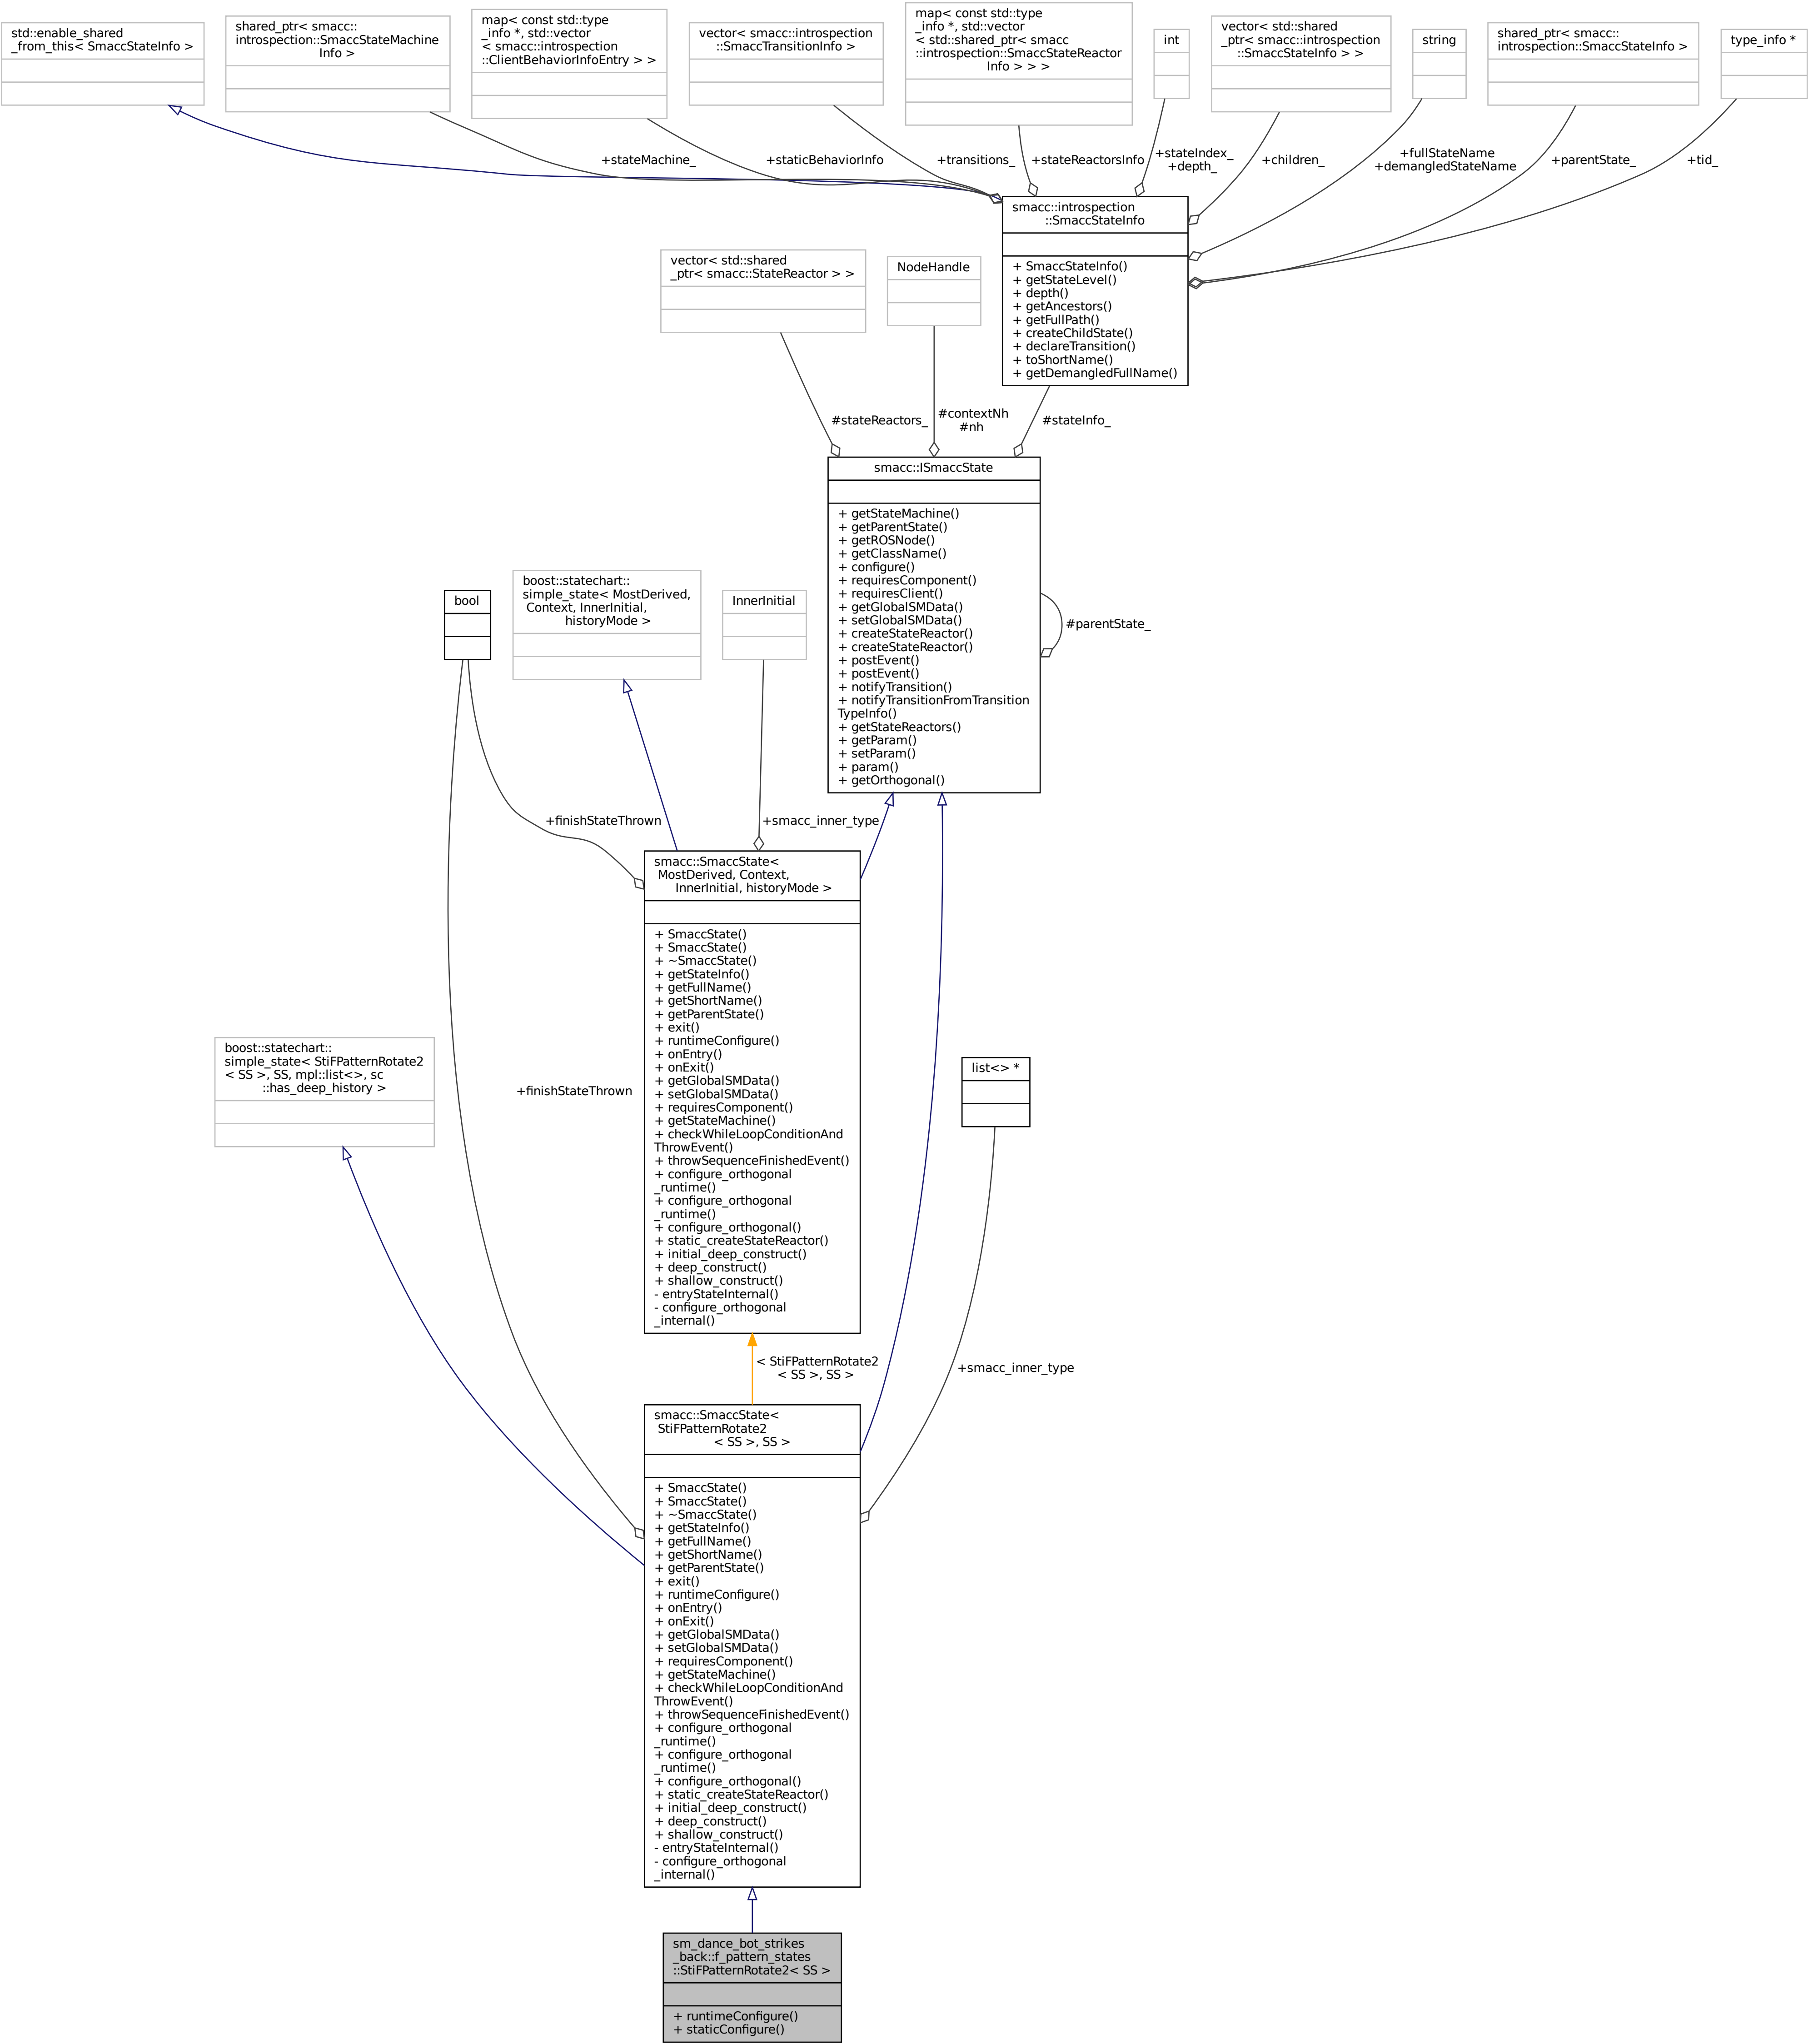 std::enable_shared
_from_this< SmaccStateInfo >
shared_ptr< smacc::
introspection::SmaccStateMachine
Info >
map< const std::type
_info *, std::vector
< smacc::introspection
::ClientBehaviorInfoEntry > >
vector< smacc::introspection
::SmaccTransitionInfo >
map< const std::type
_info *, std::vector
< std::shared_ptr< smacc
::introspection::SmaccStateReactor
Info > > >
int
vector< std::shared
_ptr< smacc::introspection
::SmaccStateInfo > >
string
shared_ptr< smacc::
introspection::SmaccStateInfo >
type_info *
+stateMachine_
+staticBehaviorInfo
+transitions_
+stateReactorsInfo
+stateIndex_
+depth_
+children_
+fullStateName
+demangledStateName
+parentState_
+tid_
smacc::introspection
::SmaccStateInfo
+ SmaccStateInfo()
+ getStateLevel()
+ depth()
+ getAncestors()
+ getFullPath()
+ createChildState()
+ declareTransition()
+ toShortName()
+ getDemangledFullName()
vector< std::shared
_ptr< smacc::StateReactor > >
NodeHandle
#stateReactors_
#contextNh
#nh
#stateInfo_
smacc::ISmaccState
+ getStateMachine()
+ getParentState()
+ getROSNode()
+ getClassName()
+ configure()
+ requiresComponent()
+ requiresClient()
+ getGlobalSMData()
+ setGlobalSMData()
+ createStateReactor()
+ createStateReactor()
+ postEvent()
+ postEvent()
+ notifyTransition()
+ notifyTransitionFromTransition
TypeInfo()
+ getStateReactors()
+ getParam()
+ setParam()
+ param()
+ getOrthogonal()
#parentState_
bool
boost::statechart::
simple_state< MostDerived,
Context, InnerInitial,
historyMode >
InnerInitial
+finishStateThrown
+smacc_inner_type
smacc::SmaccState<
MostDerived, Context,
InnerInitial, historyMode >
+ SmaccState()
+ SmaccState()
+ ~SmaccState()
+ getStateInfo()
+ getFullName()
+ getShortName()
+ getParentState()
+ exit()
+ runtimeConfigure()
+ onEntry()
+ onExit()
+ getGlobalSMData()
+ setGlobalSMData()
+ requiresComponent()
+ getStateMachine()
+ checkWhileLoopConditionAnd
ThrowEvent()
+ throwSequenceFinishedEvent()
+ configure_orthogonal
_runtime()
+ configure_orthogonal
_runtime()
+ configure_orthogonal()
+ static_createStateReactor()
+ initial_deep_construct()
+ deep_construct()
+ shallow_construct()
- entryStateInternal()
- configure_orthogonal
_internal()
boost::statechart::
simple_state< StiFPatternRotate2
< SS >, SS, mpl::list<>, sc
::has_deep_history >
+finishStateThrown
list<> *
< StiFPatternRotate2
< SS >, SS >
+smacc_inner_type
smacc::SmaccState<
StiFPatternRotate2
< SS >, SS >
+ SmaccState()
+ SmaccState()
+ ~SmaccState()
+ getStateInfo()
+ getFullName()
+ getShortName()
+ getParentState()
+ exit()
+ runtimeConfigure()
+ onEntry()
+ onExit()
+ getGlobalSMData()
+ setGlobalSMData()
+ requiresComponent()
+ getStateMachine()
+ checkWhileLoopConditionAnd
ThrowEvent()
+ throwSequenceFinishedEvent()
+ configure_orthogonal
_runtime()
+ configure_orthogonal
_runtime()
+ configure_orthogonal()
+ static_createStateReactor()
+ initial_deep_construct()
+ deep_construct()
+ shallow_construct()
- entryStateInternal()
- configure_orthogonal
_internal()
sm_dance_bot_strikes
_back::f_pattern_states
::StiFPatternRotate2< SS >
+ runtimeConfigure()
+ staticConfigure()